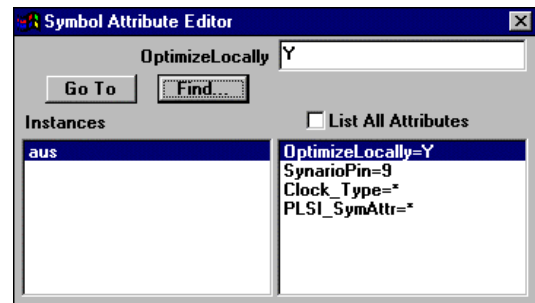 Symbol Attribute Editor
OptimizeLocally Y
Go To Find...
Instances List All Attributes
aus
OptimizeLocally=Y
SynarioPin=9
Clock_Type=*
PLSI_SymAttr=*